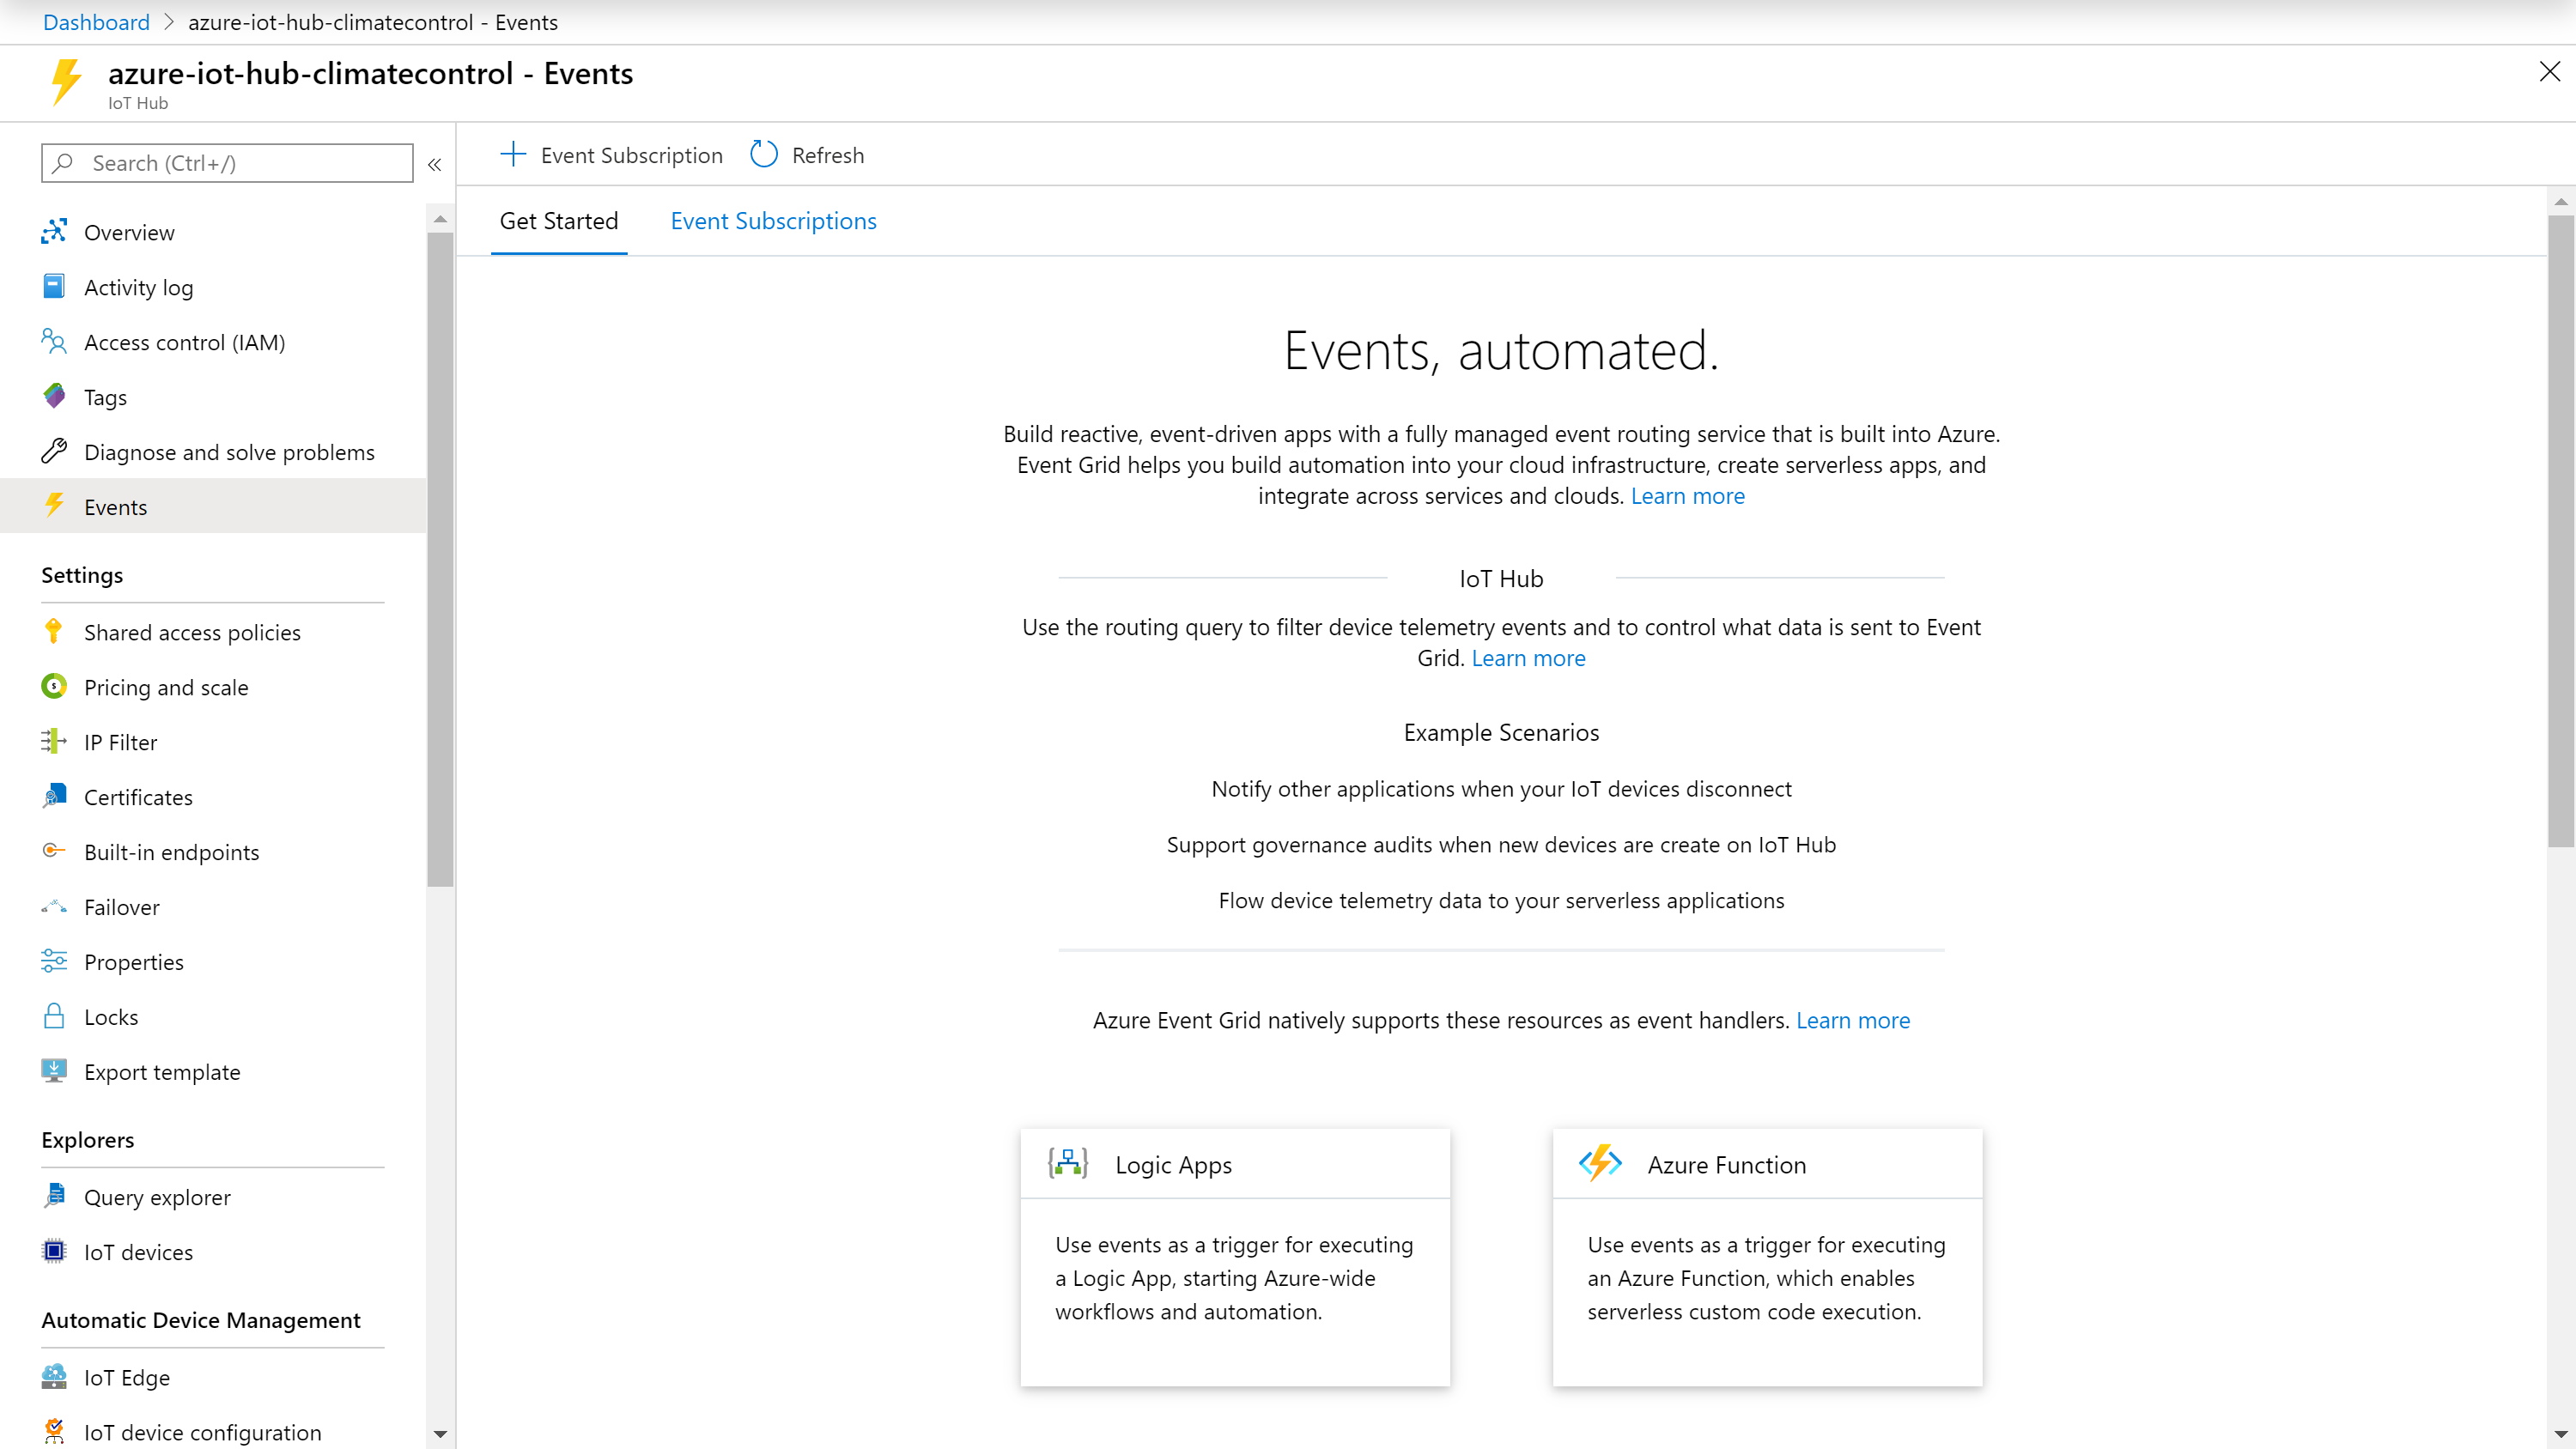 Dashboard > azure-iot-hub-climatecontrol - Events
azure-iot-hub-climatecontrol - Events
IoT Hub
Search (Ctrl+/)
«
Overview
Activity log
Access control (IAM)
Tags
Diagnose and solve problems
Events
Settings
Shared access policies
Pricing and scale
IP Filter
Certificates
Built-in endpoints
Failover
Properties
Locks
Export template
Explorers
Query explorer
IoT devices
Automatic Device Management
IoT Edge
IoT device configuration
Event Subscription
Refresh
Get Started
Event Subscriptions
Events, automated.
Build reactive, event-driven apps with a fully managed event routing service that is built into Azure.
Event Grid helps you build automation into your cloud infrastructure, create serverless apps, and
integrate across services and clouds. Learn more
IoT Hub
Use the routing query to filter device telemetry events and to control what data is sent to Event
Grid. Learn more
Example Scenarios
Notify other applications when your IoT devices disconnect
Support governance audits when new devices are create on IoT Hub
Flow device telemetry data to your serverless applications
Azure Event Grid natively supports these resources as event handlers. Learn more
Logic Apps
Use events as a trigger for executing
a Logic App, starting Azure-wide
workflows and automation.
Azure Function
Use events as a trigger for executing
an Azure Function, which enables
serverless custom code execution.